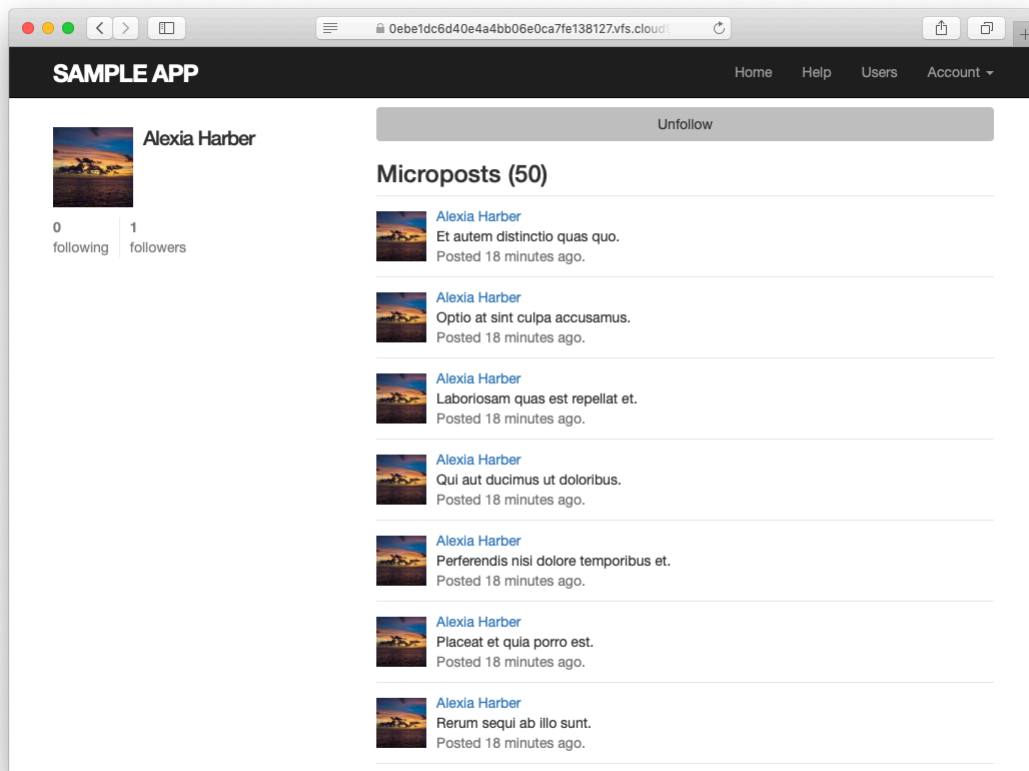 0ebe1dc6d40e4a4bb06e0ca7fe138127.vfs.cloud
SAMPLE APP
Home Help Users Account
Alexia Harber
0 following
1 followers
Unfollow
Microposts (50)
Alexia Harber
Et autem distinctio quas quo.
Posted 18 minutes ago.
Alexia Harber
Optio at sint culpa accusamus.
Posted 18 minutes ago.
Alexia Harber
Laboriosam quas est repellat et.
Posted 18 minutes ago.
Alexia Harber
Qui aut ducimus ut doloribus.
Posted 18 minutes ago.
Alexia Harber
Perferendis nisi dolore temporibus et.
Posted 18 minutes ago.
Alexia Harber
Placeat et quia porro est.
Posted 18 minutes ago.
Alexia Harber
Rerum sequi ab illo sunt.
Posted 18 minutes ago.